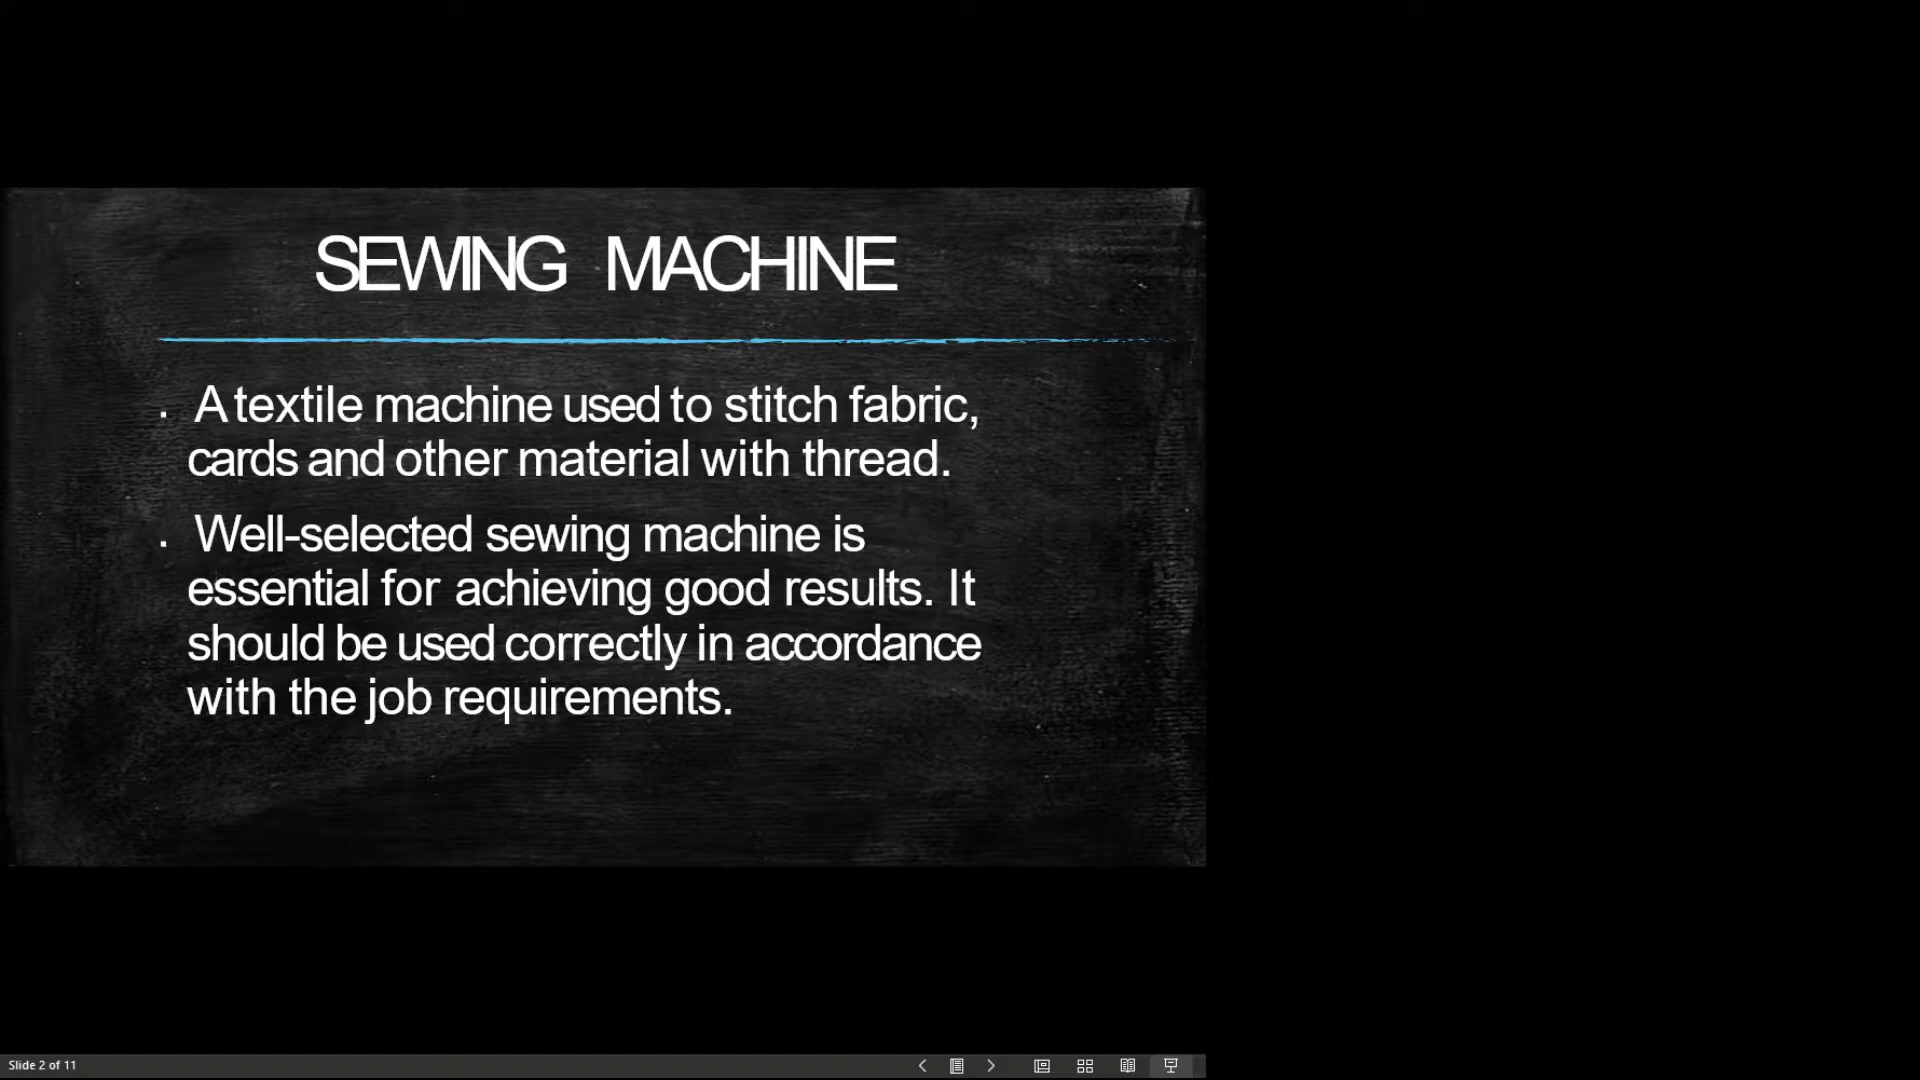 SEWING MACHINE
▪ A textile machine used to stitch fabric,
cards and other material with thread.
▪ Well-selected sewing machine is
essential for achieving good results. It
should be used correctly in accordance
with the job requirements.
Slide 2 of 11